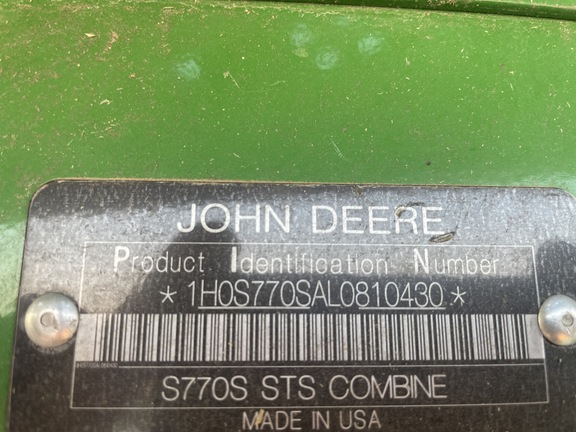 JOHN DEERE
Product Identification Number
*1H0S770SAL0810430*
S770S STS COMBINE
MADE IN USA